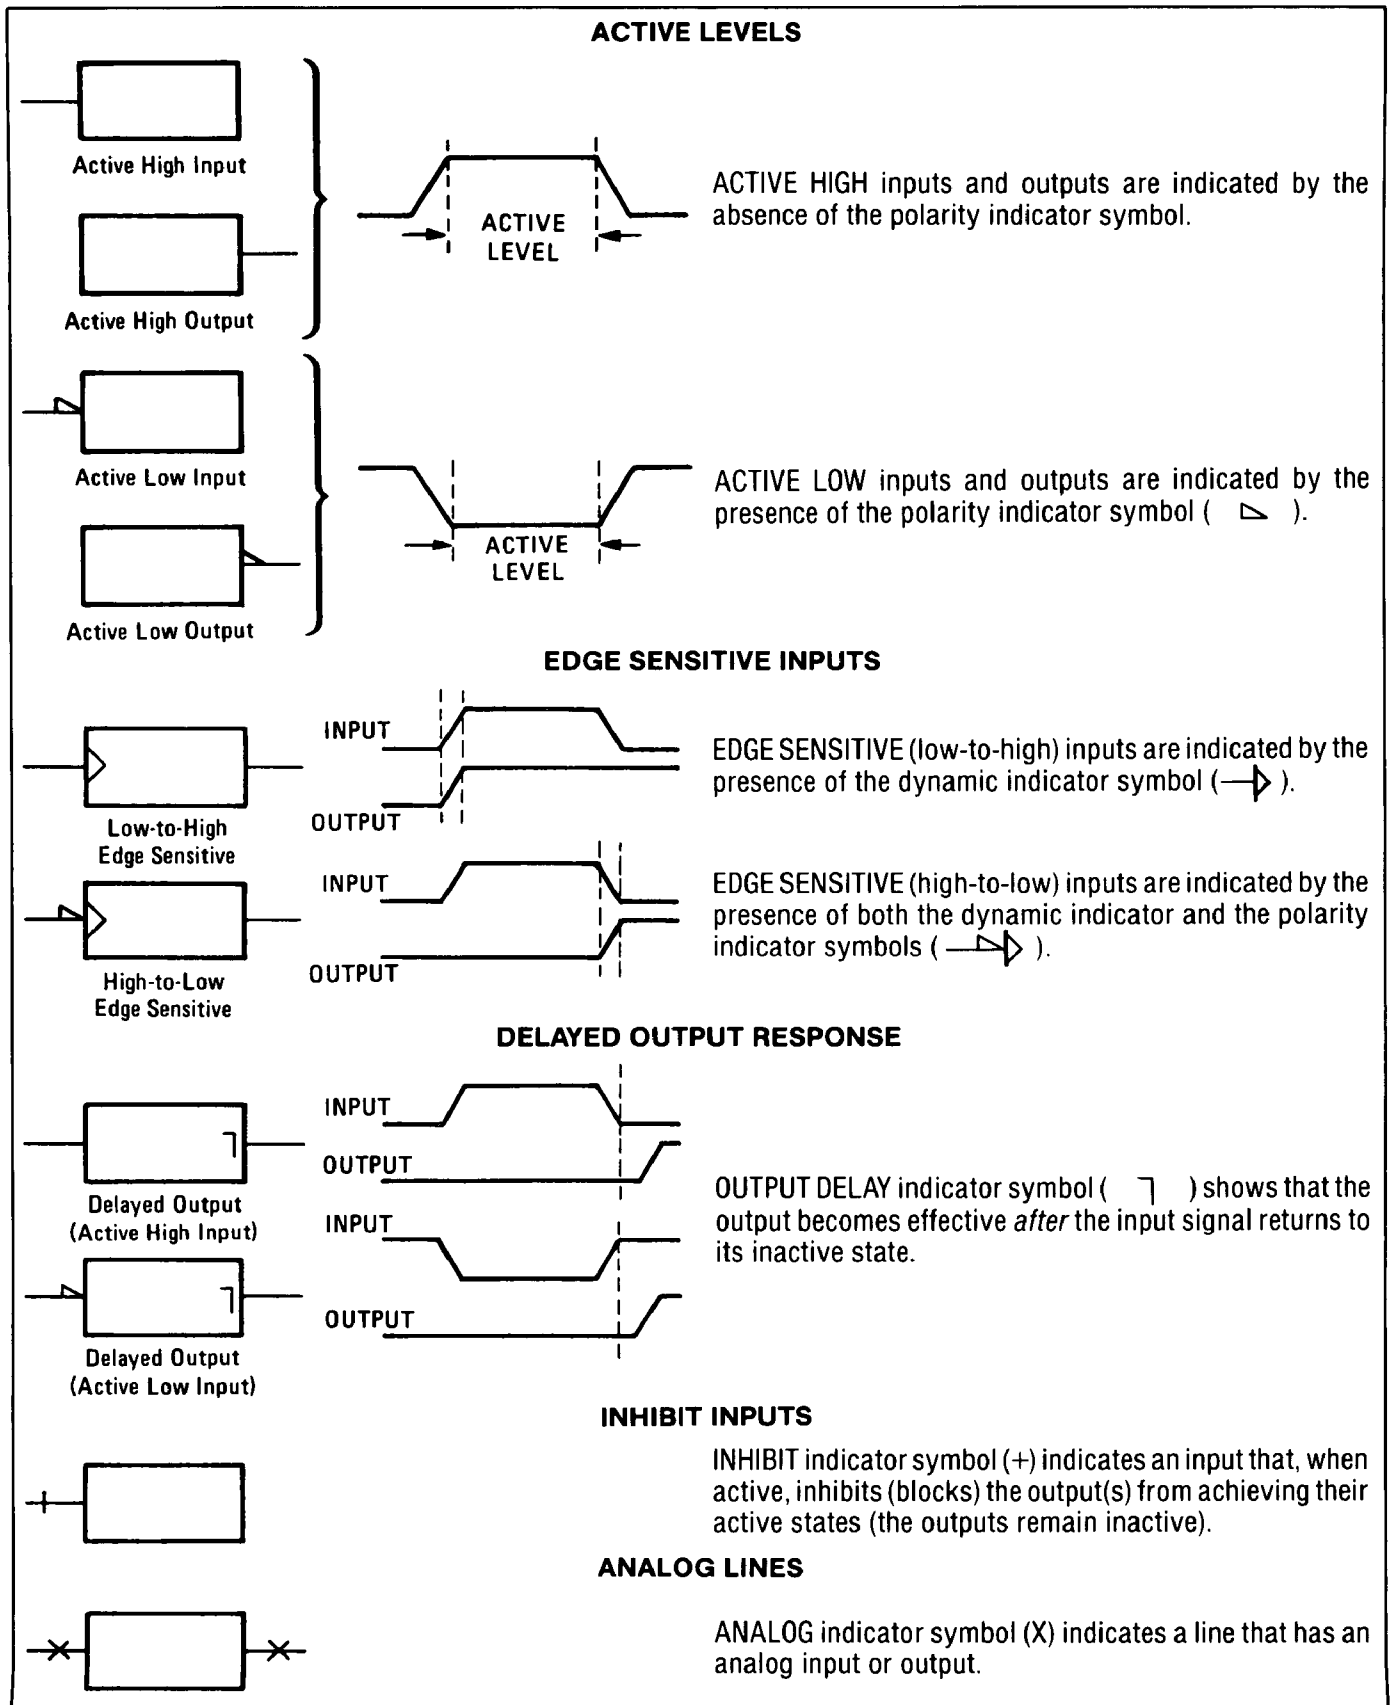 ACTIVE LEVELS
Active High Input
Active High Output
ACTIVE
LEVEL
ACTIVE HIGH inputs and outputs are indicated by the
absence of the polarity indicator symbol.
Active Low Input
Active Low Output
ACTIVE
LEVEL
ACTIVE LOW inputs and outputs are indicated by the
presence of the polarity indicator symbol ( ).
EDGE SENSITIVE INPUTS
Low-to-High
Edge Sensitive
INPUT
OUTPUT
EDGE SENSITIVE (low-to-high) inputs are indicated by the
presence of the dynamic indicator symbol ( ).
High-to-Low
Edge Sensitive
INPUT
OUTPUT
EDGE SENSITIVE (high-to-low) inputs are indicated by the
presence of both the dynamic indicator and the polarity
indicator symbols ( ).
DELAYED OUTPUT RESPONSE
Delayed Output
(Active High Input)
INPUT
OUTPUT
Delayed Output
(Active Low Input)
INPUT
OUTPUT
OUTPUT DELAY indicator symbol ( ) shows that the
output becomes effective after the input signal returns to
its inactive state.
INHIBIT INPUTS
INHIBIT indicator symbol (+) indicates an input that, when
active, inhibits (blocks) the output(s) from achieving their
active states (the outputs remain inactive).
ANALOG LINES
ANALOG indicator symbol (X) indicates a line that has an
analog input or output.